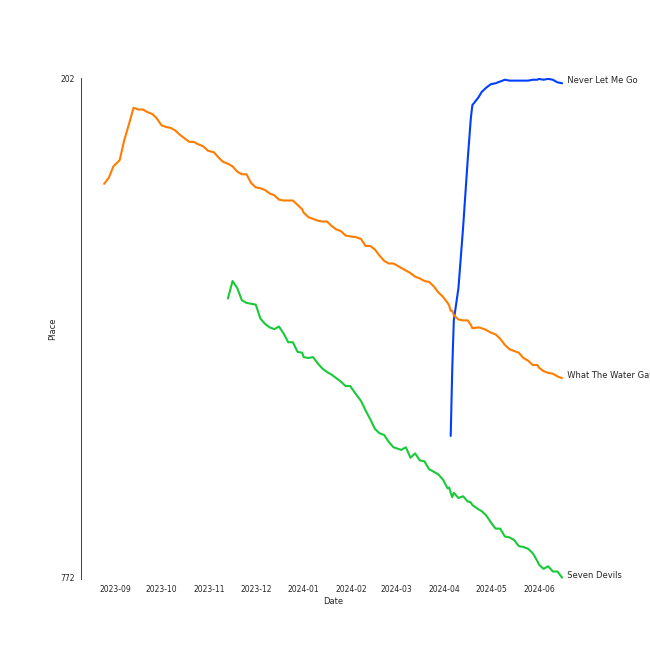 202
Never Let Me Go
Place
What The Water Ga
772
Seven Devils
2023-09 2023-10 2023-11 2023-12 2024-01 2024-02 2024-03 2024-04 2024-05 2024-06
Date